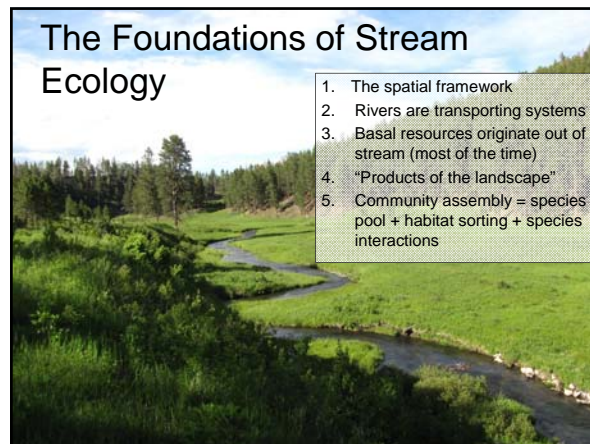 The Foundations of Stream
Ecology
1. The spatial framework
2. Rivers are transporting systems
3. Basal resources originate out of
stream (most of the time)
4. “Products of the landscape”
5. Community assembly = species
pool + habitat sorting + species
interactions